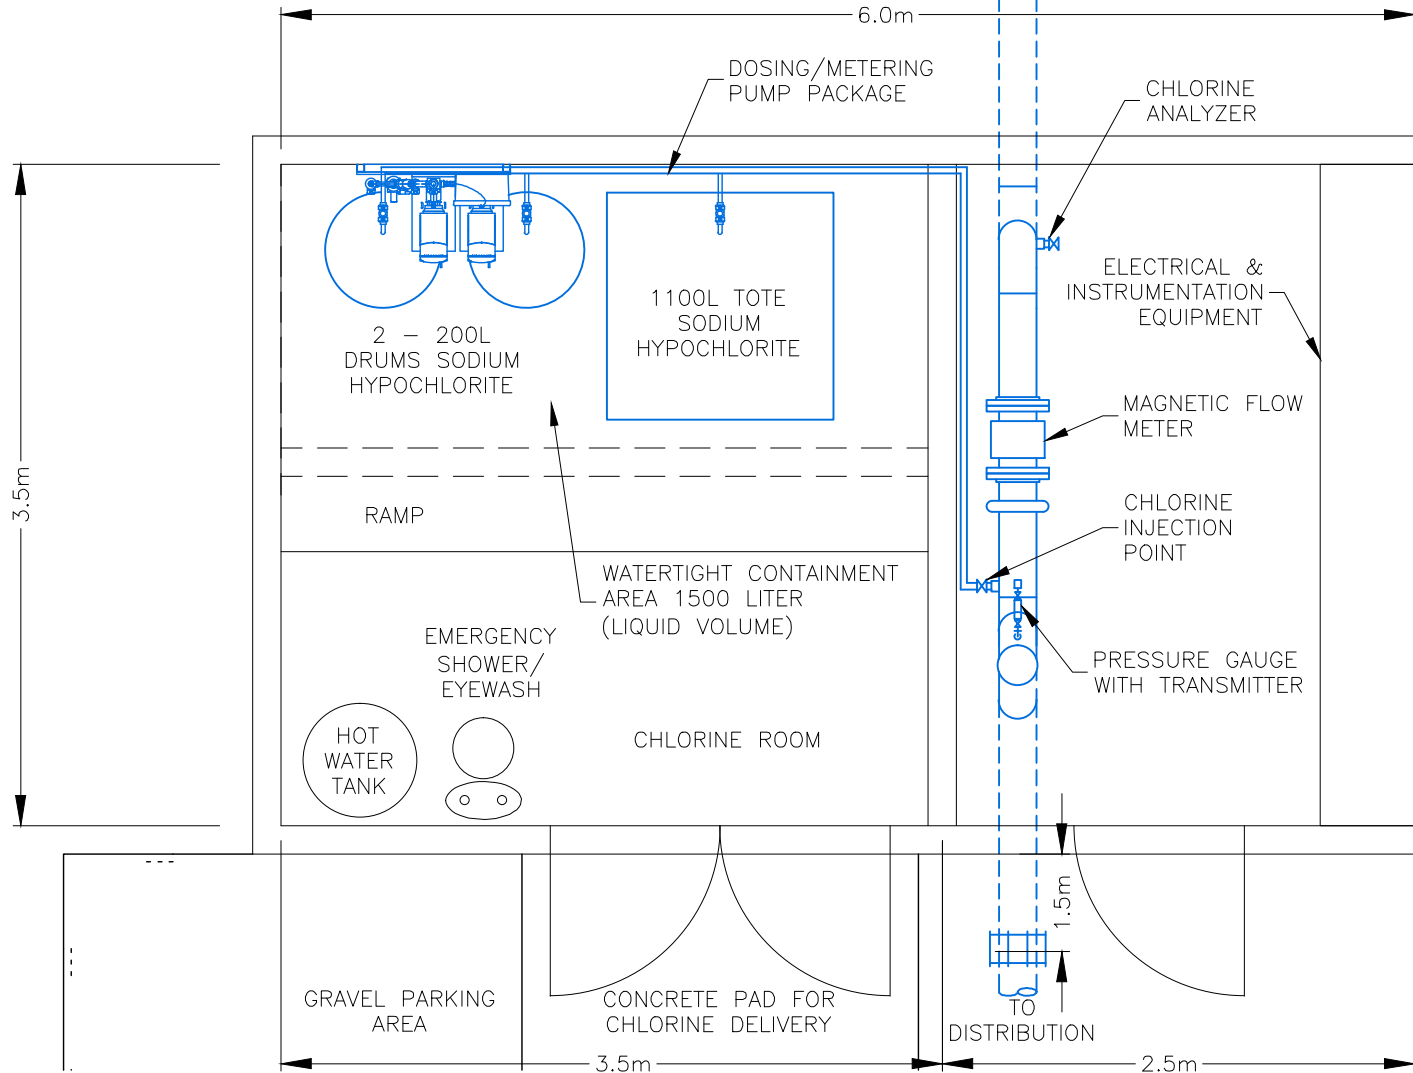 6.0m
DOSING/METERING
PUMP PACKAGE
CHLORINE
ANALYZER
ELECTRICAL &
INSTRUMENTATION
EQUIPMENT
1100L TOTE
SODIUM
HYPOCHLORITE
2 - 200L
DRUMS SODIUM
HYPOCHLORITE
MAGNETIC FLOW
METER
3.5m
RAMP
CHLORINE
INJECTION
POINT
WATERTIGHT CONTAINMENT
AREA 1500 LITER
(LIQUID VOLUME)
EMERGENCY
SHOWER/
EYEWASH
PRESSURE GAUGE
WITH TRANSMITTER
HOT
WATER
TANK
CHLORINE ROOM
1.5m
GRAVEL PARKING
AREA
CONCRETE PAD FOR
CHLORINE DELIVERY
TO
DISTRIBUTION
3.5m
2.5m